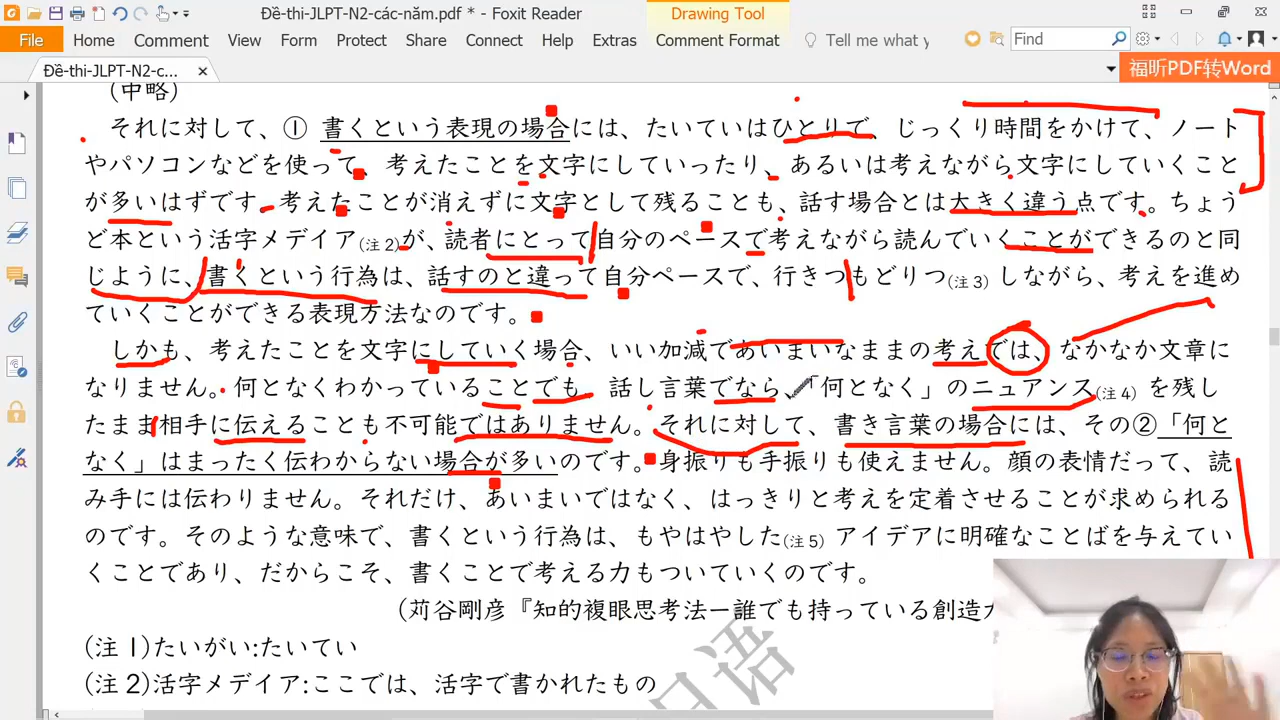 Đề-thi-JLPT-N2-các-năm.pdf * - Foxit Reader
Drawing Tool
File Home Comment View Form Protect Share Connect Help Extras Comment Format Tell me what y Find
Đề-thi-JLPT-N2-c...
福昕PDF转Word
(中略)
それに対して、① 書くという表現の場合には、たいていはひとりで、じっくり時間をかけて、ノート
やパソコンなどを使って、考えたことを文字にしていったり、あるいは考えながら文字にしていくこと
が多いはずです。考えたことが消えずに文字として残ることも、話す場合とは大きく違う点です。ちょう
ど本という活字メデイア(注2)が、読者にとって自分のペースで考えながら読んでいくことができるのと同
じように、書くという行為は、話すのと違って自分ペースで、行きつもどりつ(注3)しながら、考えを進め
ていくことができる表現方法なのです。
しかも、考えたことを文字にしていく場合、いい加減であいまいなままの考えでは、なかなか文章に
なりません。何となくわかっていることでも、話し言葉でなら、「何となく」のニュアンス(注4)を残し
たまま相手に伝えることも不可能ではありません。それに対して、書き言葉の場合には、その②「何と
なく」はまったく伝わからない場合が多いのです。身振りも手振りも使えません。顔の表情だって、読
み手には伝わりません。それだけ、あいまいではなく、はっきりと考えを定着させることが求められる
のです。そのような意味で、書くという行為は、もやはやした(注5)アイデアに明確なことばを与えてい
くことであり、だからこそ、書くことで考える力もついていくのです。
(苅谷剛彦『知的複眼思考法ー誰でも持っている創造
(注1)たいがい:たいてい
(注2)活字メデイア:ここでは、活字で書かれたもの
日语